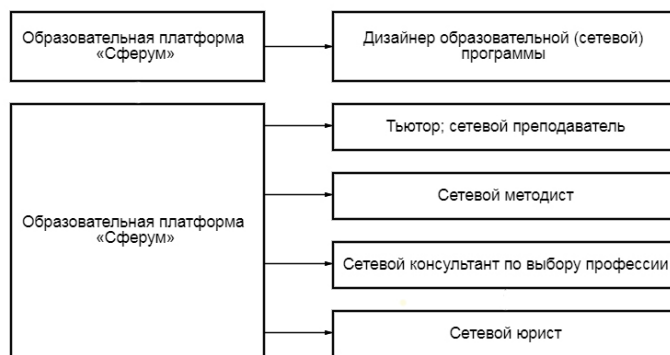 Образовательная платформа
«Сферум»
Дизайнер образовательной (сетевой)
программы
Образовательная платформа
«Сферум»
Тьютор; сетевой преподаватель
Сетевой методист
Сетевой консультант по выбору профессии
Сетевой юрист